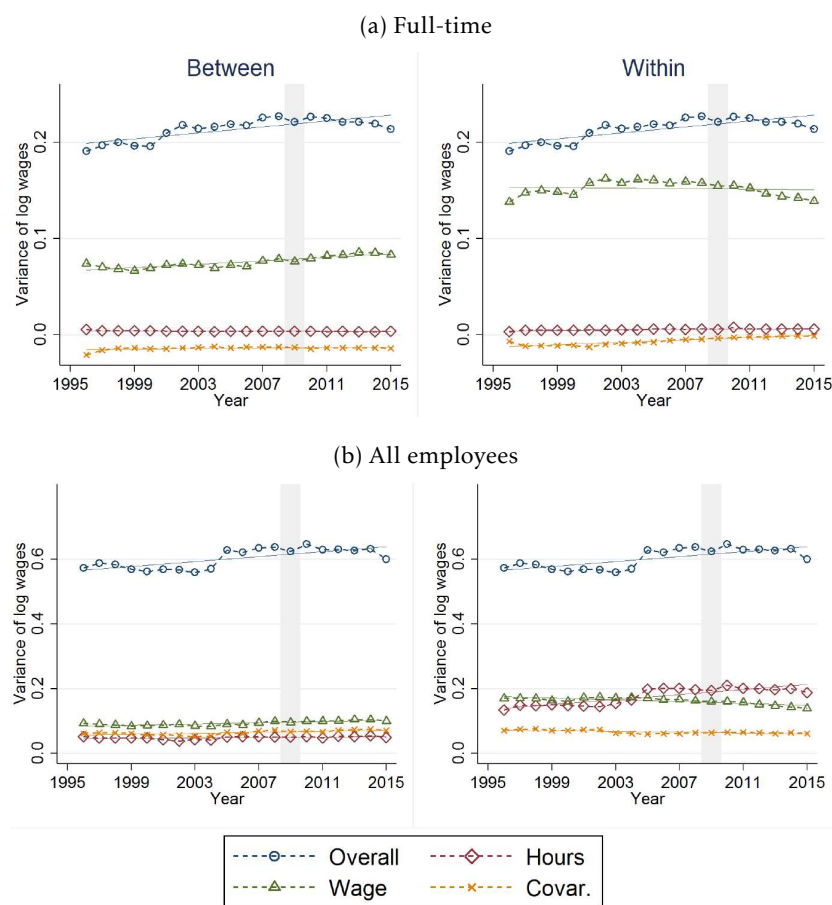 (a) Full-time
Between
Within
Variance of log wages
0.2
0.1
0.0
1995 1999 2003 2007 2011 2015
Year
Variance of log wages
0.2
0.1
0.0
1995 1999 2003 2007 2011 2015
Year
(b) All employees
Variance of log wages
0.6
0.4
0.2
0.0
1995 1999 2003 2007 2011 2015
Year
Variance of log wages
0.6
0.4
0.2
0.0
1995 1999 2003 2007 2011 2015
Year
Overall
Hours
Wage
Covar.